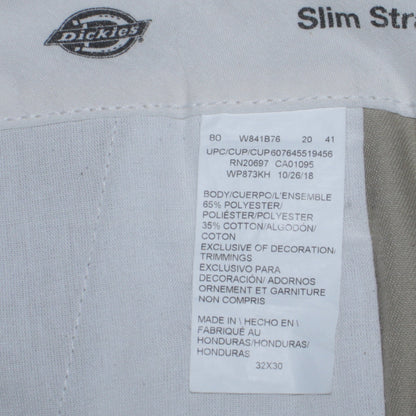 Dickies
Slim Stra
BO W841B76 20 41
UPC/CUP/CUP607645519456
RN20697 CA01095
WP873KH 10/26/18
BODY/CUERPO/L'ENSEMBLE
65% POLYESTER/
POLIÉSTER/POLYESTER
35% COTTON/ALGODÓN/
COTON
EXCLUSIVE OF DECORATION/
TRIMMINGS
EXCLUSIVO PARA
DECORACIÓN/ ADORNOS
ORNEMENT ET GARNITURE
NON COMPRIS
MADE IN \ HECHO EN \
FABRIQUÉ AU
HONDURAS/HONDURAS/
HONDURAS
32X30